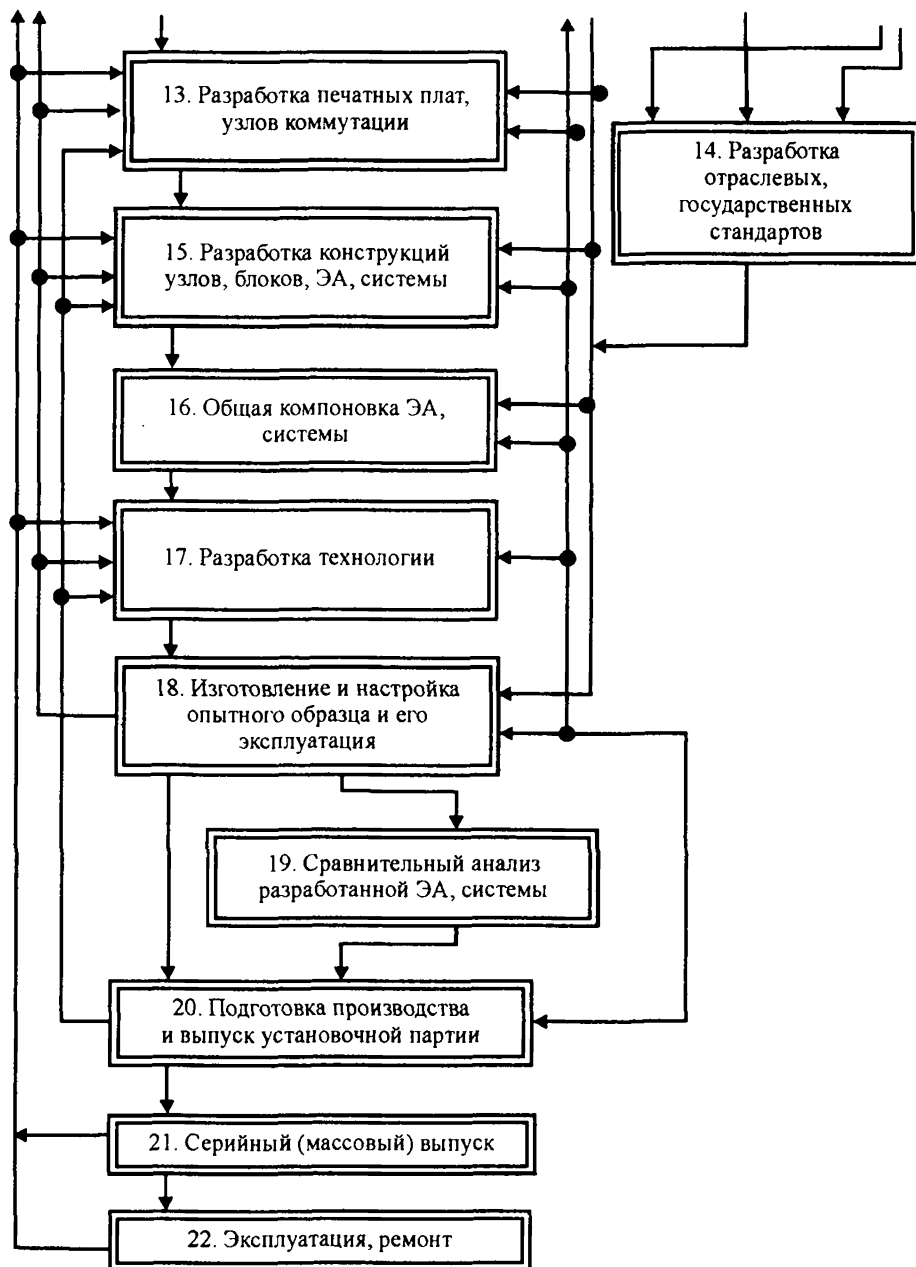 13. Разработка печатных плат,
узлов коммутации
14. Разработка
отраслевых,
государственных
стандартов
15. Разработка конструкций
узлов, блоков, ЭА, системы
16. Общая компоновка ЭА,
системы
17. Разработка технологии
18. Изготовление и настройка
опытного образца и его
эксплуатация
19. Сравнительный анализ
разработанной ЭА, системы
20. Подготовка производства
и выпуск установочной партии
21. Серийный (массовый) выпуск
22. Эксплуатация, ремонт